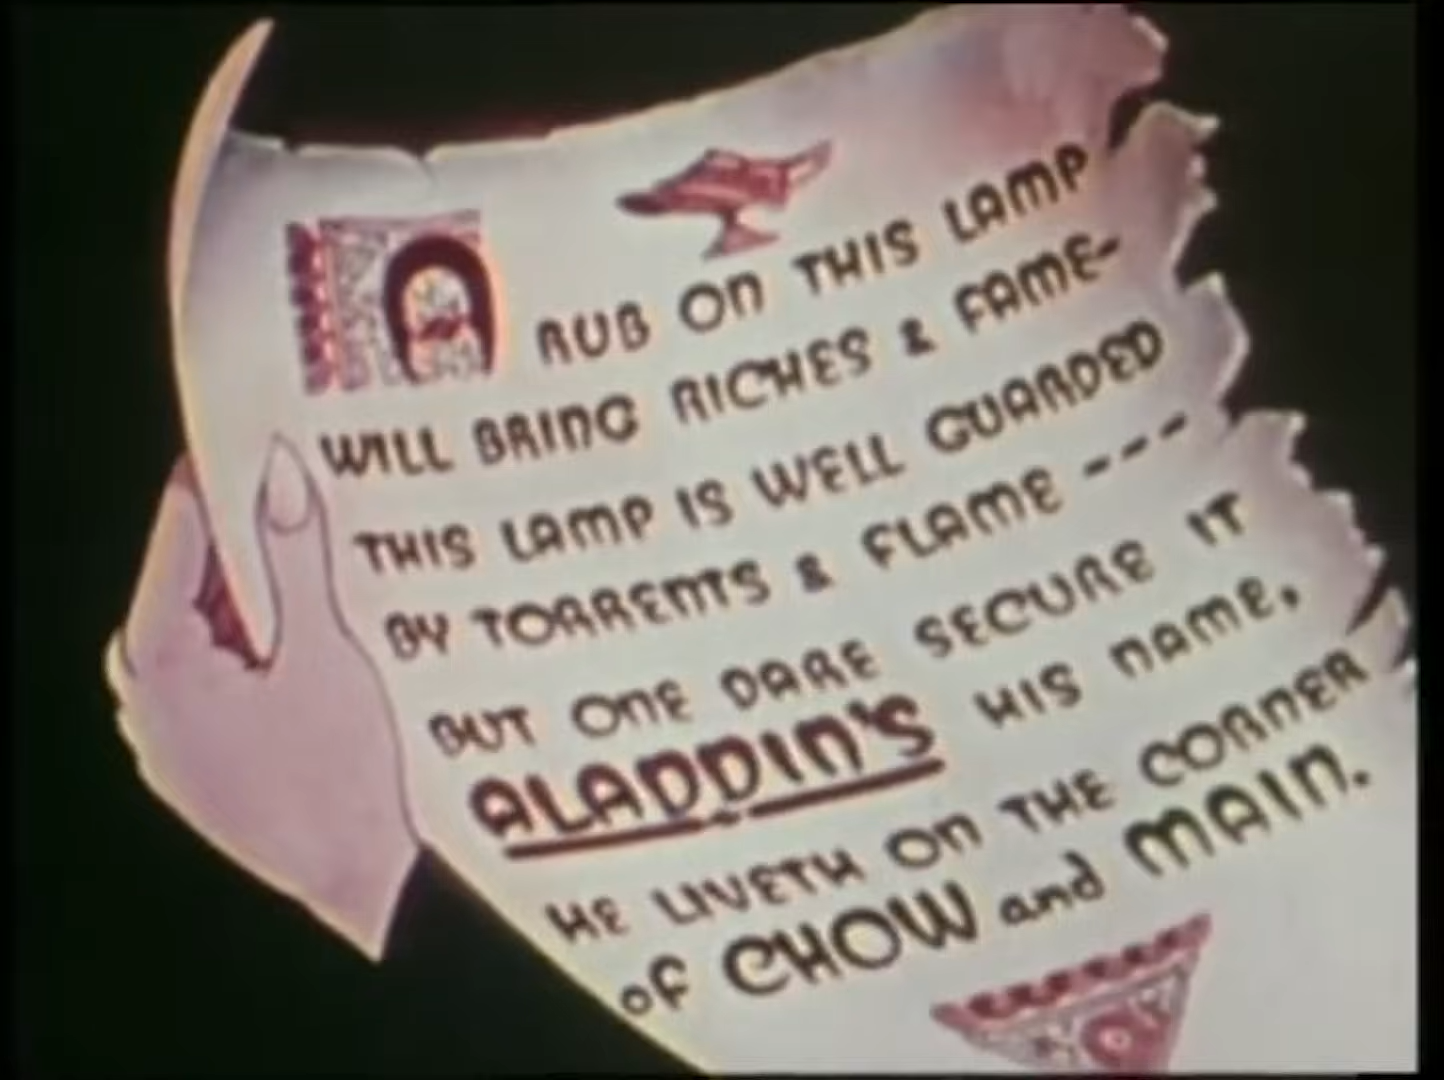 A RUB ON THIS LAMP
WILL BRING RICHES & FAME-
THIS LAMP IS WELL GUARDED
BY TORRENTS & FLAME ----
BUT ONE DARE SECURE IT
ALADDIN'S HIS NAME,
HE LIVETH ON THE CORNER
of CHOW and MAIN.